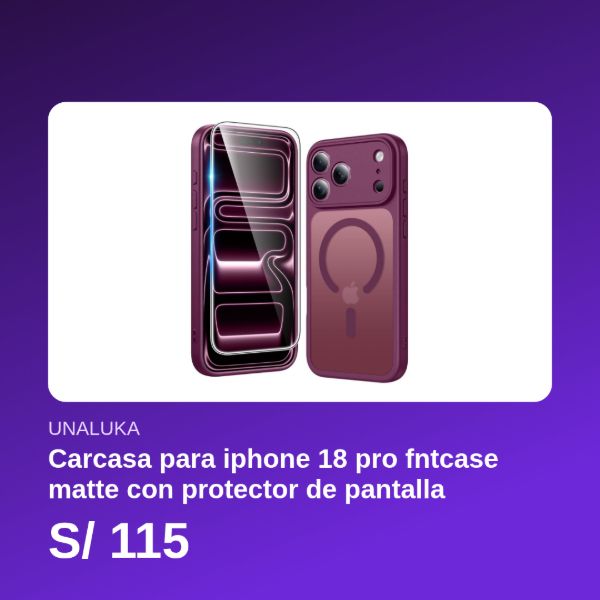 UNALUKA
Carcasa para iphone 18 pro fntcase
matte con protector de pantalla
S/ 115